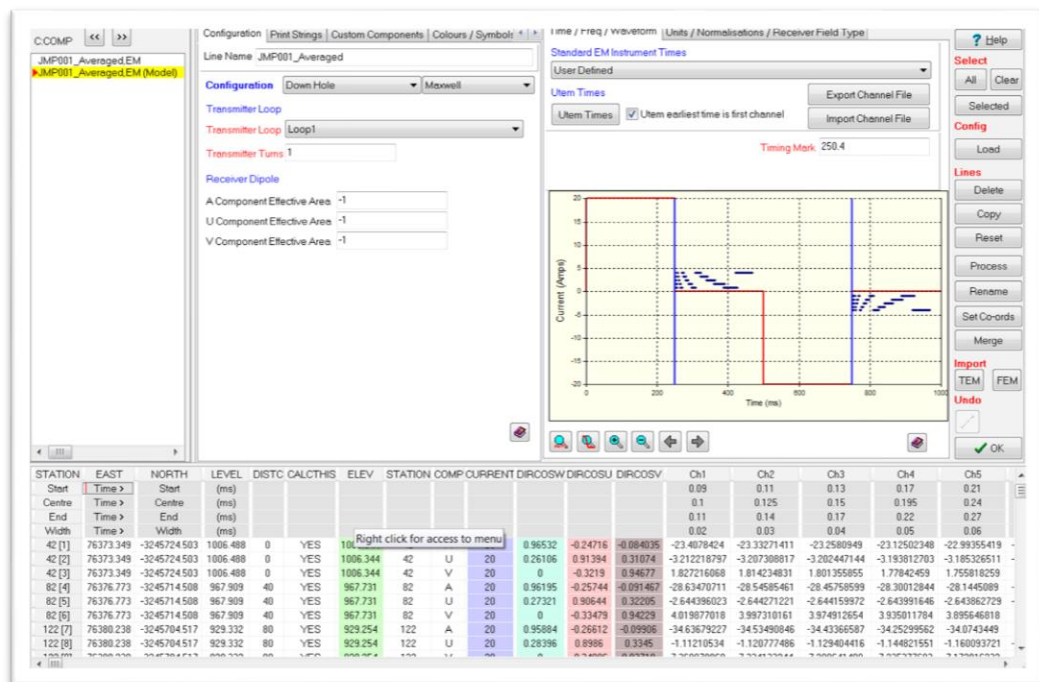 C:COMP << >>
JMP001_Averaged,EM
JMP001_Averaged,EM (Model)
Configuration Print Strings Custom Components Colours / Symbols
Line Name JMP001_Averaged
Configuration Down Hole Maxwell
Transmitter Loop
Transmitter Loop Loop1
Transmitter Turns 1
Receiver Dipole
A Component Effective Area -1
U Component Effective Area -1
V Component Effective Area -1
Time / Freq / Waveform Units / Normalisations / Receiver Field Type
Standard EM Instrument Times
User Defined
Utem Times
Utem Times Utem earliest time is first channel
Export Channel File
Import Channel File
Timing Mark 250.4
Current (Amps)
20
15
10
5
0
-5
-10
-15
-20
0 200 400 600 800 1000
Time (ms)
? Help
Select
All Clear
Selected
Config
Load
Lines
Delete
Copy
Reset
Process
Rename
Set Co-ords
Merge
Import
TEM FEM
Undo
OK
STATION EAST NORTH LEVEL DISTC CALCTHIS ELEV STATION COMP CURRENT DIRCOSW DIRCOSU DIRCOSV Ch1 Ch2 Ch3 Ch4 Ch5
Start Time > Start (ms) 0.09 0.11 0.13 0.17 0.21
Centre Time > Centre (ms) 0.1 0.125 0.15 0.195 0.24
End Time > End (ms) 0.11 0.14 0.17 0.22 0.27
Width Time > Width (ms) 0.02 0.03 0.04 0.05 0.06
Right click for access to menu
42 [1] 76373.349 -3245724.503 1006.488 0 YES 20 0.96532 -0.24716 -0.084035 -23.4078424 -23.33271411 -23.2580949 -23.12502348 -22.99355419
42 [2] 76373.349 -3245724.503 1006.488 0 YES 1006.344 42 U 20 0.26106 0.91394 0.31074 -3.212218797 -3.207308817 -3.202447144 -3.193812703 -3.185326511
42 [3] 76373.349 -3245724.503 1006.488 0 YES 1006.344 42 V 20 0 -0.3219 0.94677 1.827216068 1.814234831 1.801355855 1.77842459 1.755818259
82 [4] 76376.773 -3245714.508 967.909 40 YES 967.731 82 A 20 0.96195 -0.25744 -0.091467 -28.63470711 -28.54585461 -28.45758599 -28.30012844 -28.1445089
82 [5] 76376.773 -3245714.508 967.909 40 YES 967.731 82 U 20 0.27321 0.90644 0.32205 -2.644396023 -2.644271221 -2.644159972 -2.643991646 -2.643862729
82 [6] 76376.773 -3245714.508 967.909 40 YES 967.731 82 V 20 0 -0.33479 0.94229 4.019877018 3.997310161 3.974912654 3.935011784 3.895646818
122 [7] 76380.238 -3245704.517 929.332 80 YES 929.254 122 A 20 0.95884 -0.26612 -0.09906 -34.63679227 -34.53490846 -34.43366587 -34.25299562 -34.0743449
122 [8] 76380.238 -3245704.517 929.332 80 YES 929.254 122 U 20 0.28396 0.8986 0.3345 -1.11210534 -1.120777486 -1.129404416 -1.144821551 -1.160093721